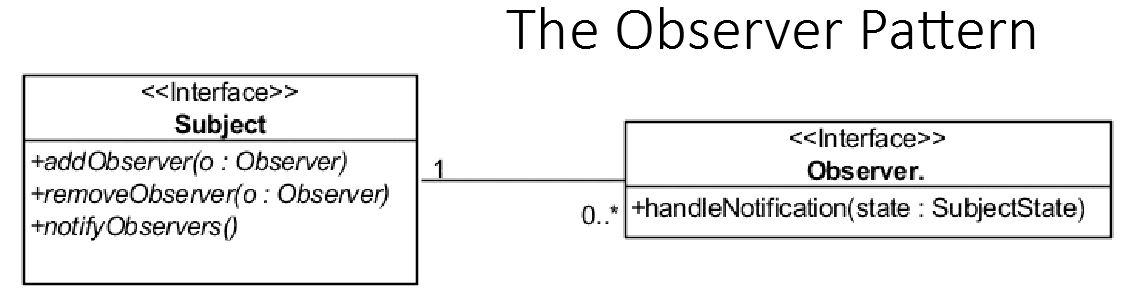 The Observer Pattern
<<Interface>>
Subject
+addObserver(o : Observer)
+removeObserver(o : Observer)
+notifyObservers()
1
0..*
<<Interface>>
Observer.
+handleNotification(state : SubjectState)